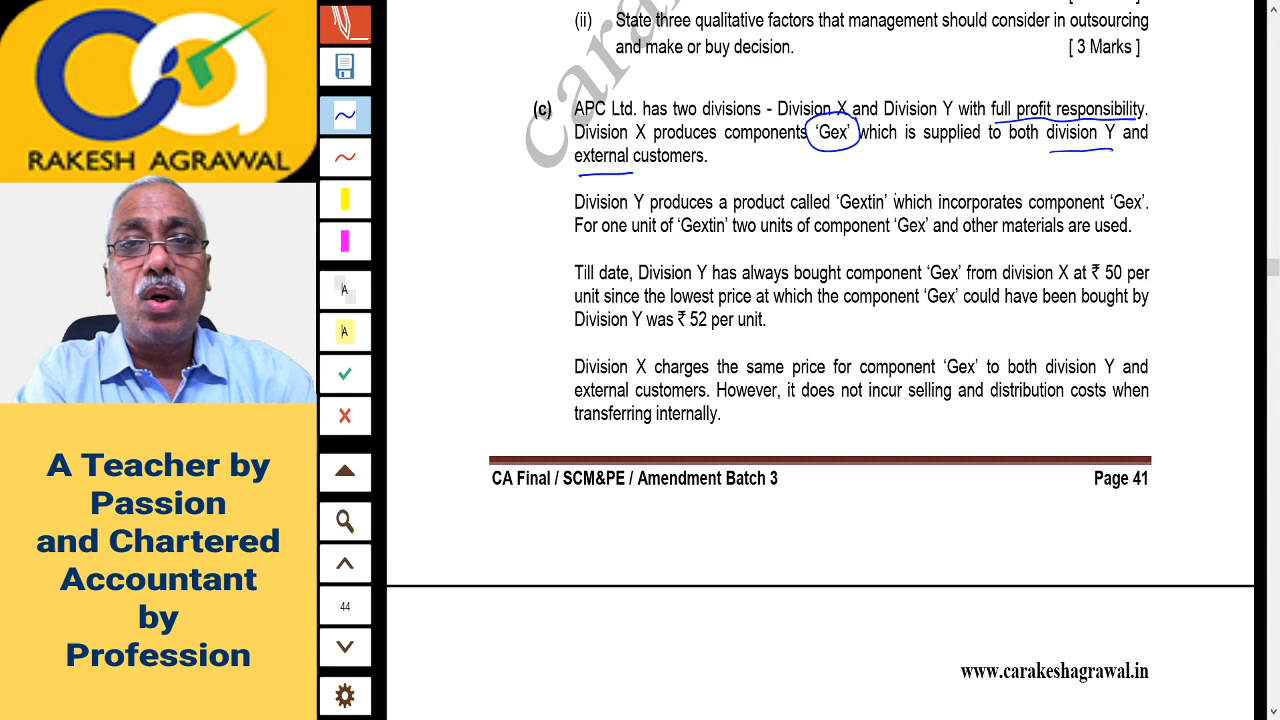 RAKESH AGRAWAL
A Teacher by
Passion
and Chartered
Accountant
by
Profession
A
A
44
(ii) State three qualitative factors that management should consider in outsourcing
and make or buy decision. [ 3 Marks ]
(c) APC Ltd. has two divisions - Division X and Division Y with full profit responsibility.
Division X produces components ‘Gex’ which is supplied to both division Y and
external customers.
Division Y produces a product called ‘Gextin’ which incorporates component ‘Gex’.
For one unit of ‘Gextin’ two units of component ‘Gex’ and other materials are used.
Till date, Division Y has always bought component ‘Gex’ from division X at ₹ 50 per
unit since the lowest price at which the component ‘Gex’ could have been bought by
Division Y was ₹ 52 per unit.
Division X charges the same price for component ‘Gex’ to both division Y and
external customers. However, it does not incur selling and distribution costs when
transferring internally.
CA Final / SCM&PE / Amendment Batch 3 Page 41
www.carakeshagrawal.in